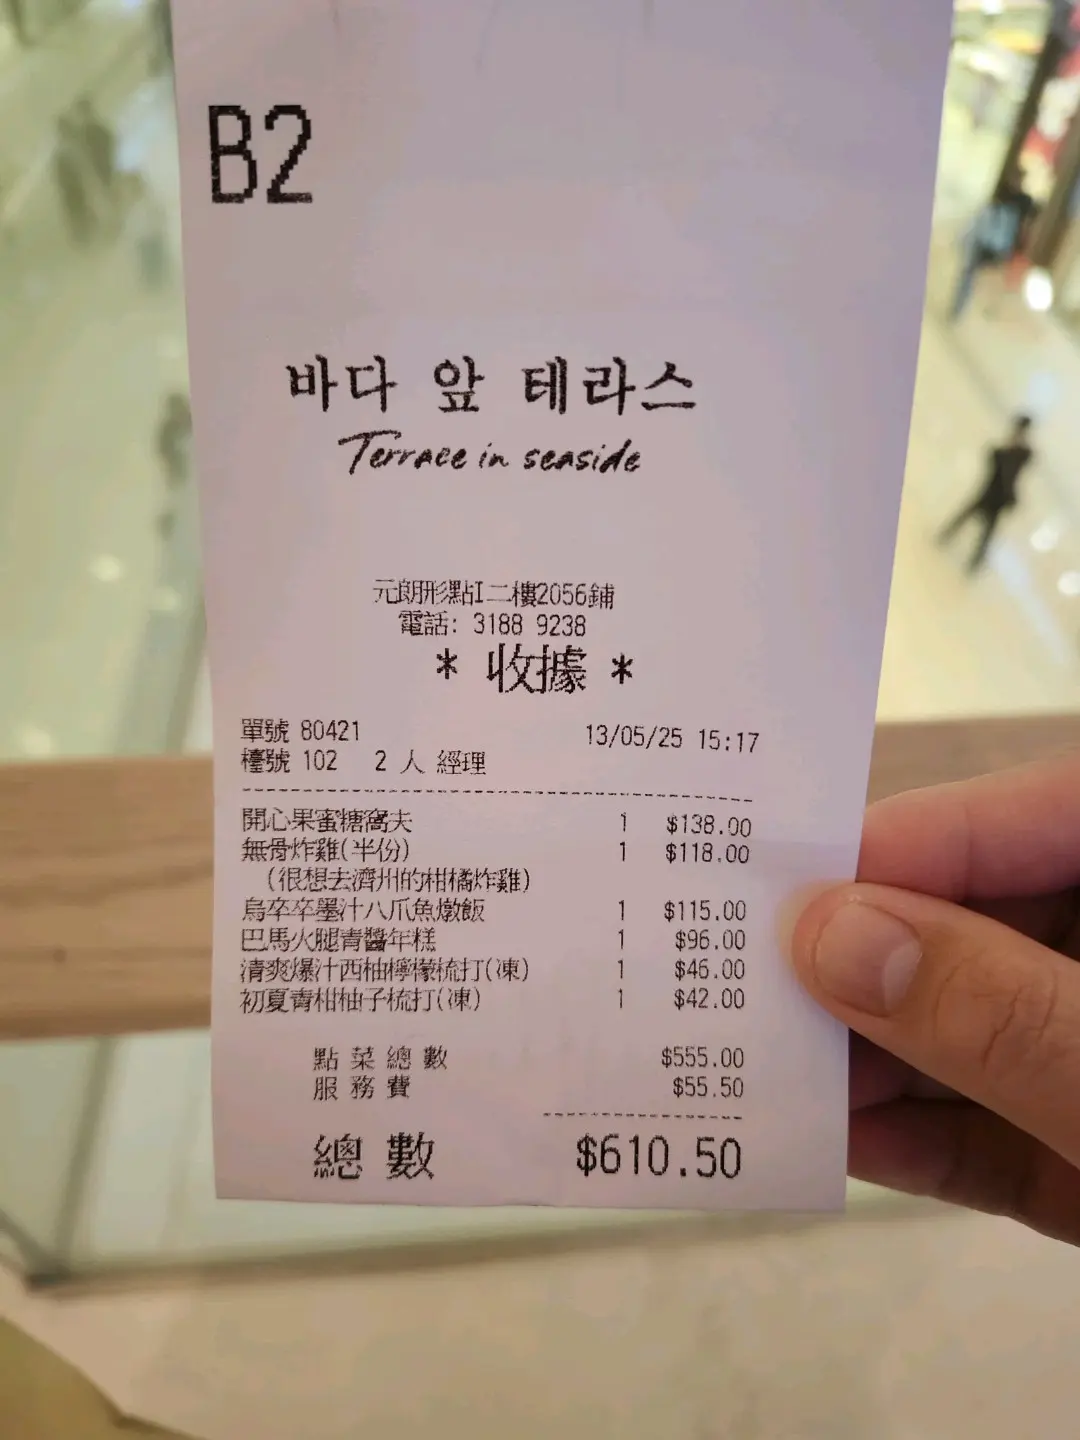 B2
바다 앞 테라스
Terrace in seaside
元朗形點I二樓2056鋪
電話: 3188 9238
* 收據 *
單號 80421 13/05/25 15:17
檯號 102 2 人 經理
開心果蜜糖窩夫 1 $138.00
無骨炸雞(半份) 1 $118.00
(很想去濟州的柑橘炸雞)
烏卒卒墨汁八爪魚燉飯 1 $115.00
巴馬火腿青醬年糕 1 $96.00
清爽爆汁西柚檸檬梳打(凍) 1 $46.00
初夏青柑柚子梳打(凍) 1 $42.00
點菜總數 $555.00
服務費 $55.50
總數 $610.50